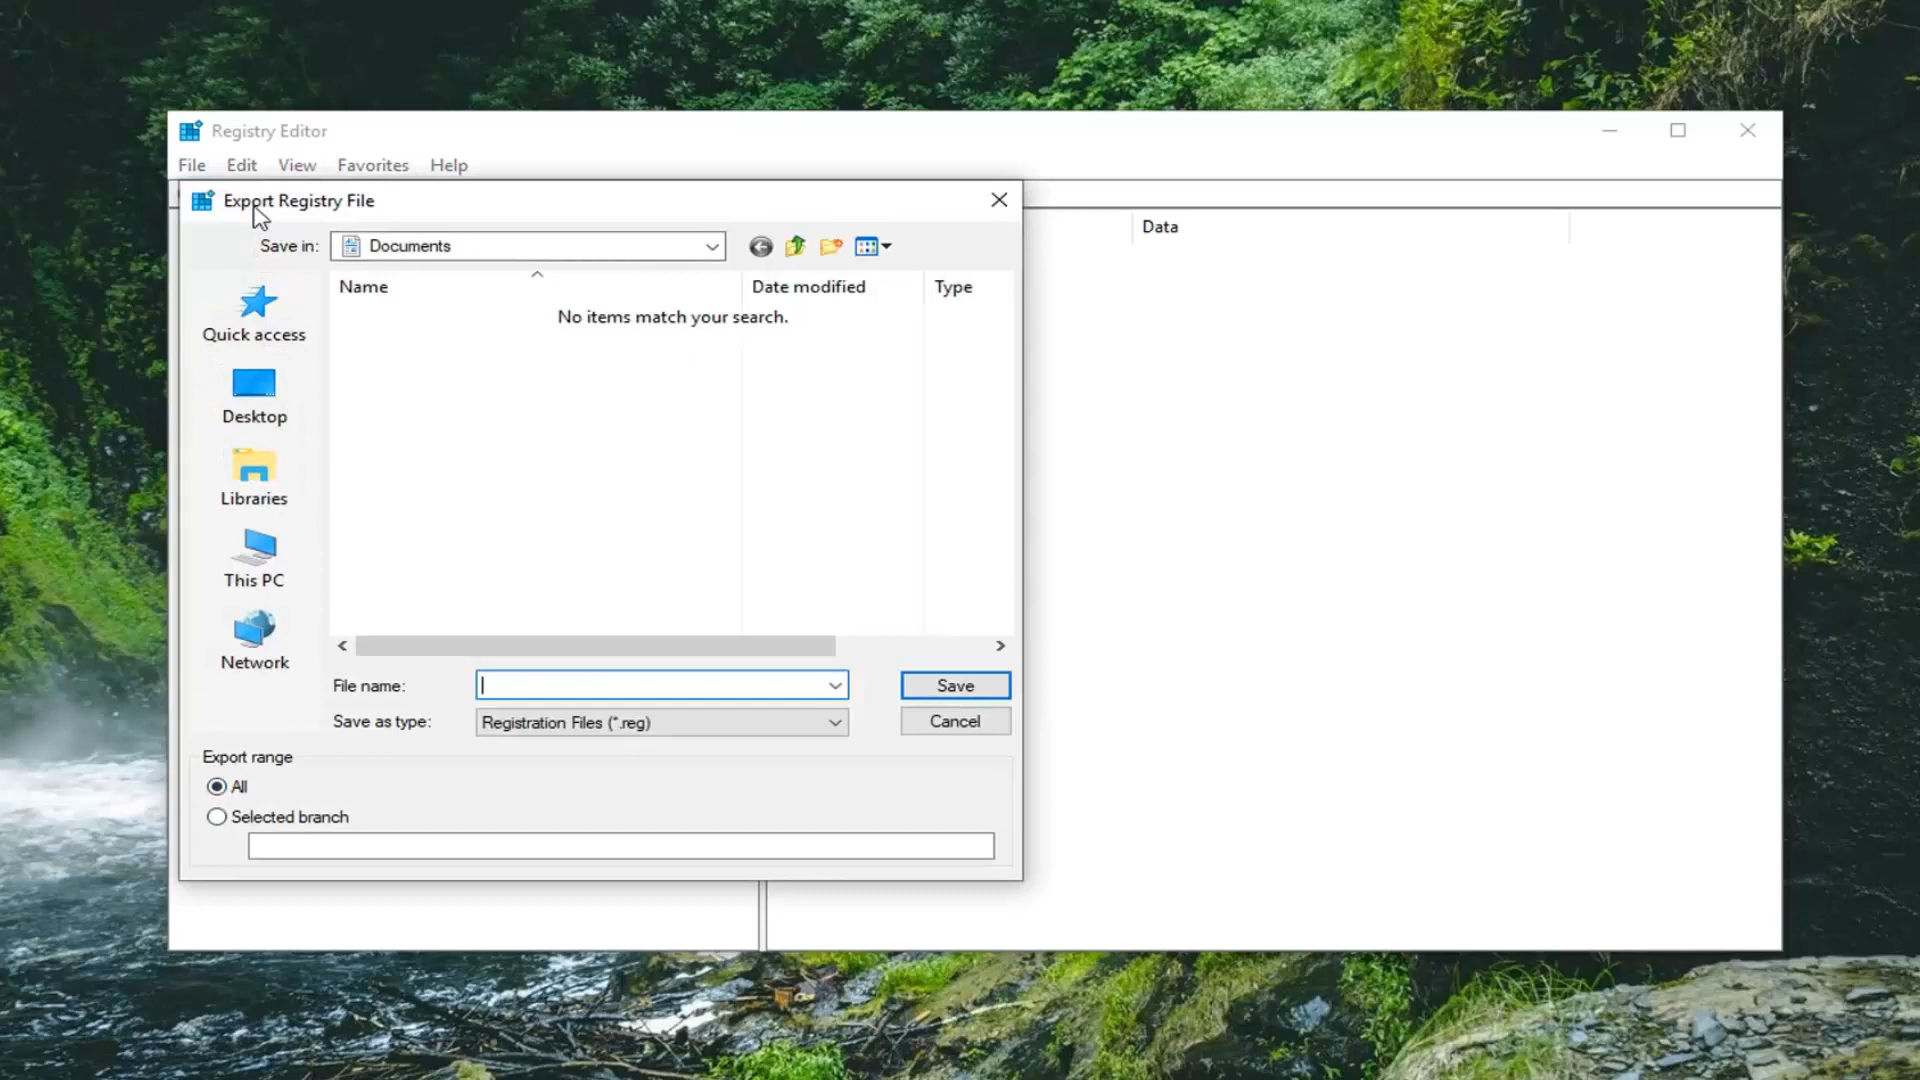 Registry Editor
File Edit View Favorites Help
Export Registry File
Save in: Documents
Data
Name Date modified Type
No items match your search.
Quick access
Desktop
Libraries
This PC
Network
File name: Save
Save as type: Registration Files (*.reg) Cancel
Export range
All
Selected branch